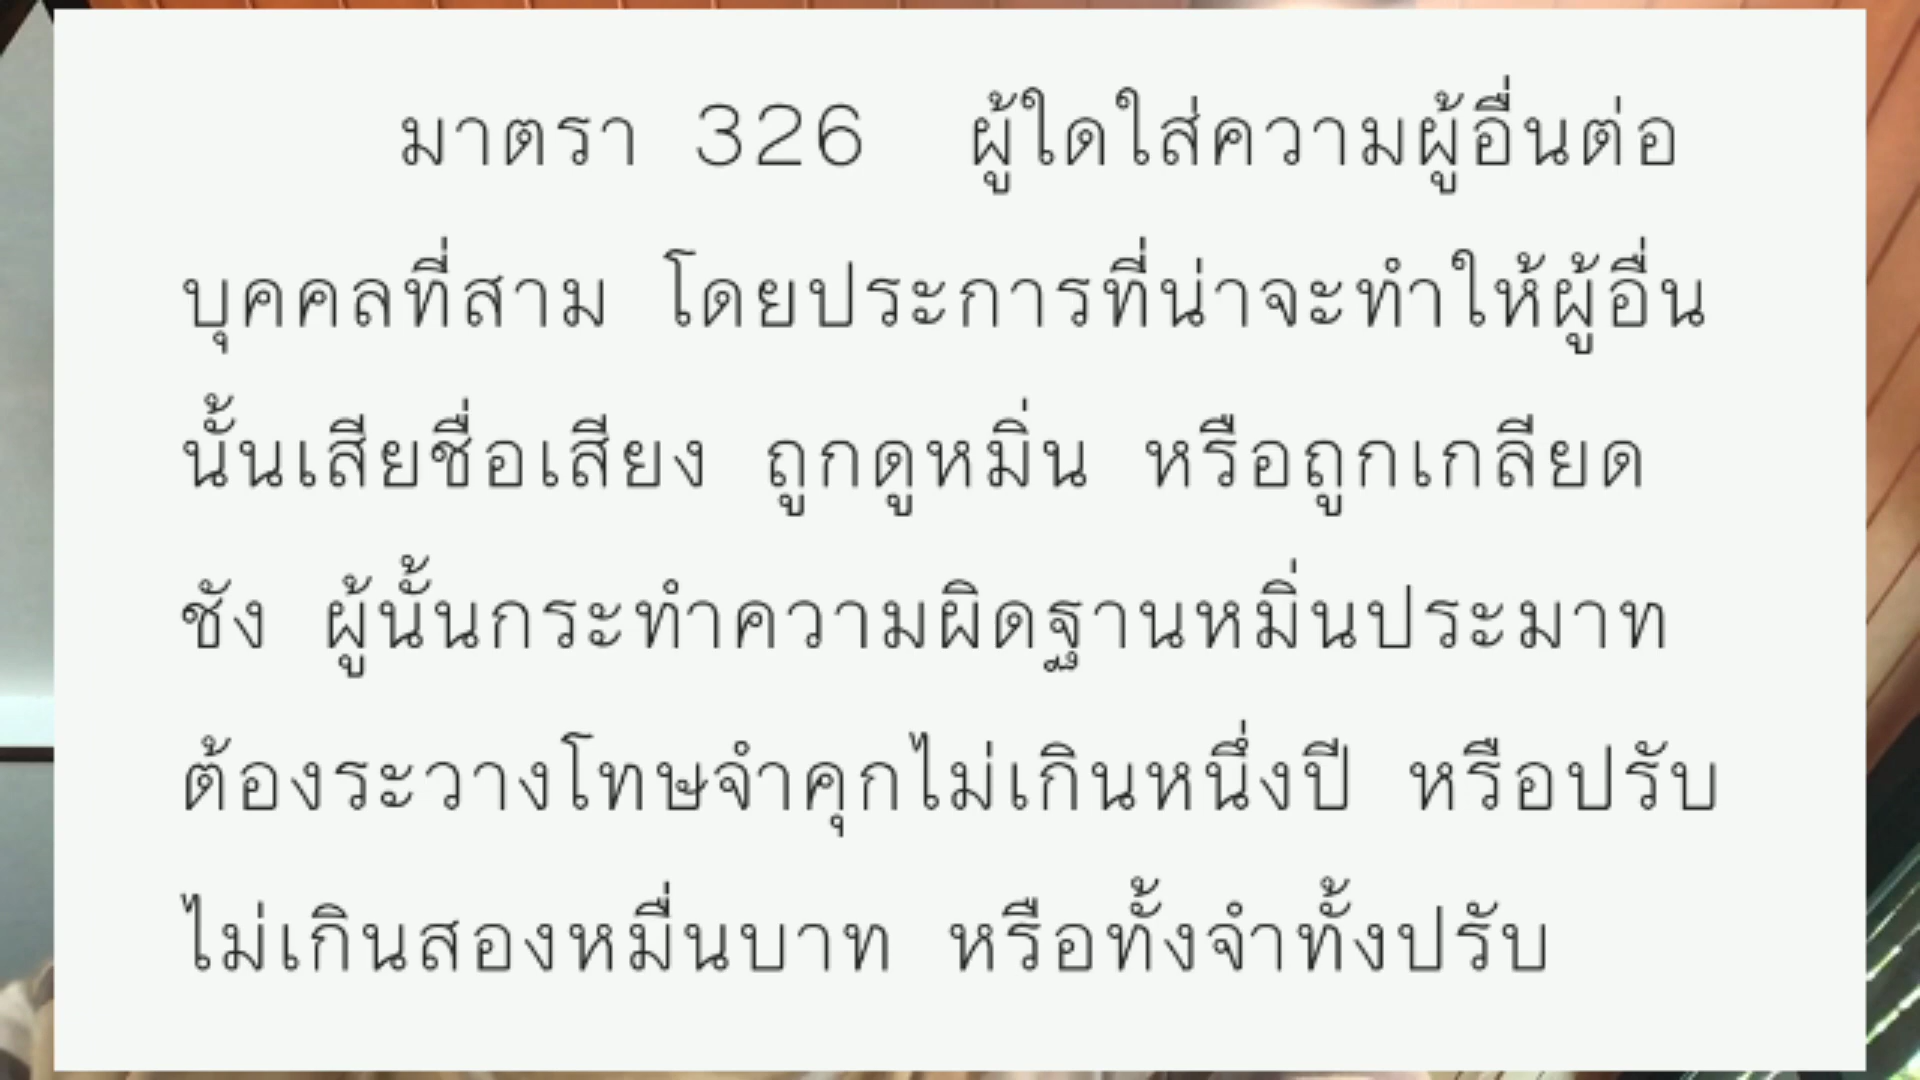 มาตรา 326 ผู้ใดใส่ความผู้อื่นต่อ
บุคคลที่สาม โดยประการที่น่าจะทำให้ผู้อื่น
นั้นเสียชื่อเสียง ถูกดูหมิ่น หรือถูกเกลียด
ชัง ผู้นั้นกระทำความผิดฐานหมิ่นประมาท
ต้องระวางโทษจำคุกไม่เกินหนึ่งปี หรือปรับ
ไม่เกินสองหมื่นบาท หรือทั้งจำทั้งปรับ